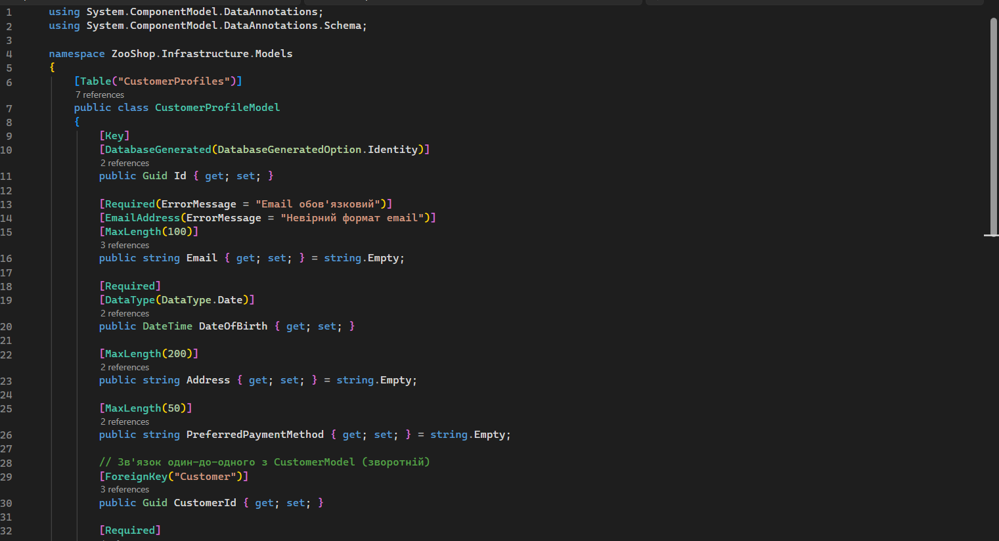 1 using System.ComponentModel.DataAnnotations;
2 using System.ComponentModel.DataAnnotations.Schema;
3
4 namespace ZooShop.Infrastructure.Models
5 {
6 [Table("CustomerProfiles")]
7 references
7 public class CustomerProfileModel
8 {
9 [Key]
10 [DatabaseGenerated(DatabaseGeneratedOption.Identity)]
2 references
11 public Guid Id { get; set; }
12
13 [Required(ErrorMessage = "Email обов'язковий")]
14 [EmailAddress(ErrorMessage = "Невірний формат email")]
15 [MaxLength(100)]
3 references
16 public string Email { get; set; } = string.Empty;
17
18 [Required]
19 [DataType(DataType.Date)]
2 references
20 public DateTime DateOfBirth { get; set; }
21
22 [MaxLength(200)]
2 references
23 public string Address { get; set; } = string.Empty;
24
25 [MaxLength(50)]
2 references
26 public string PreferredPaymentMethod { get; set; } = string.Empty;
27
28 // Зв'язок один-до-одного з CustomerModel (зворотній)
29 [ForeignKey("Customer")]
3 references
30 public Guid CustomerId { get; set; }
31
32 [Required]